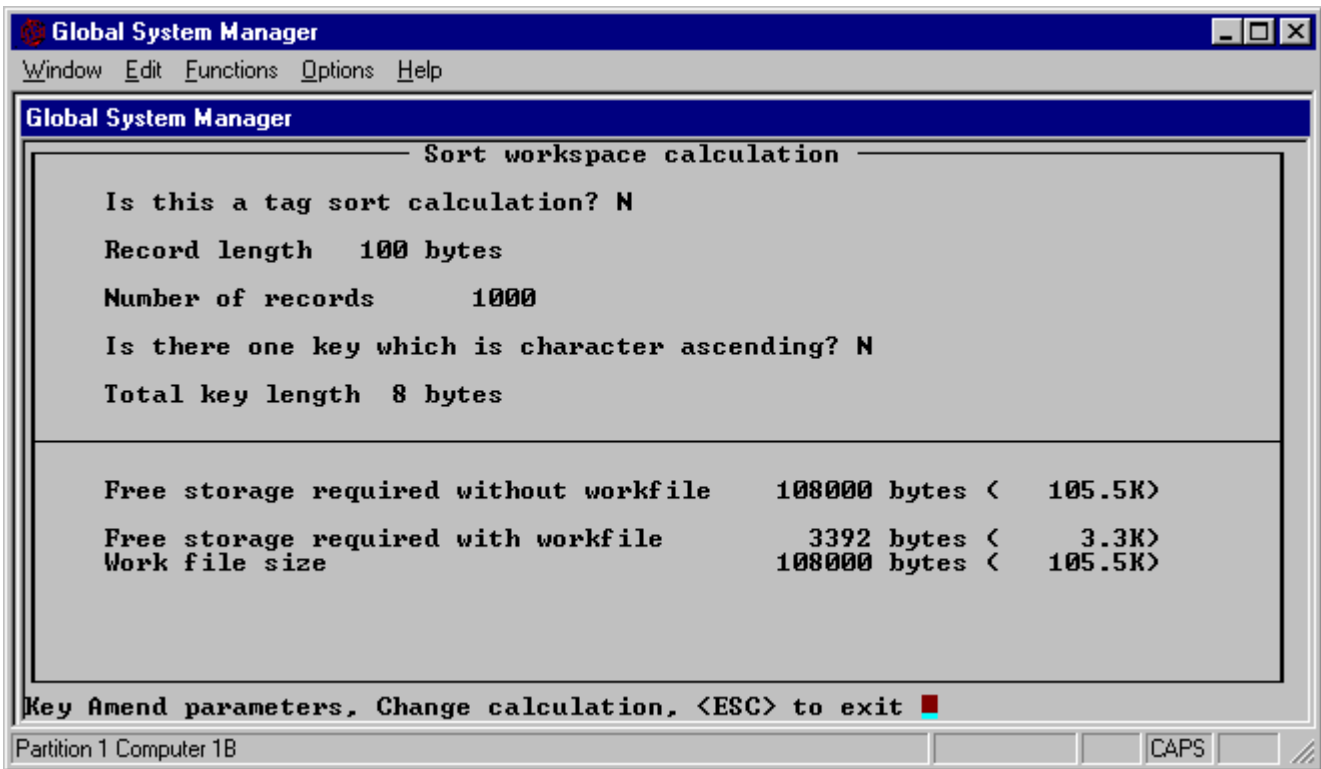 Global System Manager
Window Edit Functions Options Help
Global System Manager
Sort workspace calculation
Is this a tag sort calculation? N
Record length 100 bytes
Number of records 1000
Is there one key which is character ascending? N
Total key length 8 bytes
Free storage required without workfile 108000 bytes ( 105.5K)
Free storage required with workfile 3392 bytes ( 3.3K)
Work file size 108000 bytes ( 105.5K)
Key Amend parameters, Change calculation, <ESC> to exit
Partition 1 Computer 1B CAPS